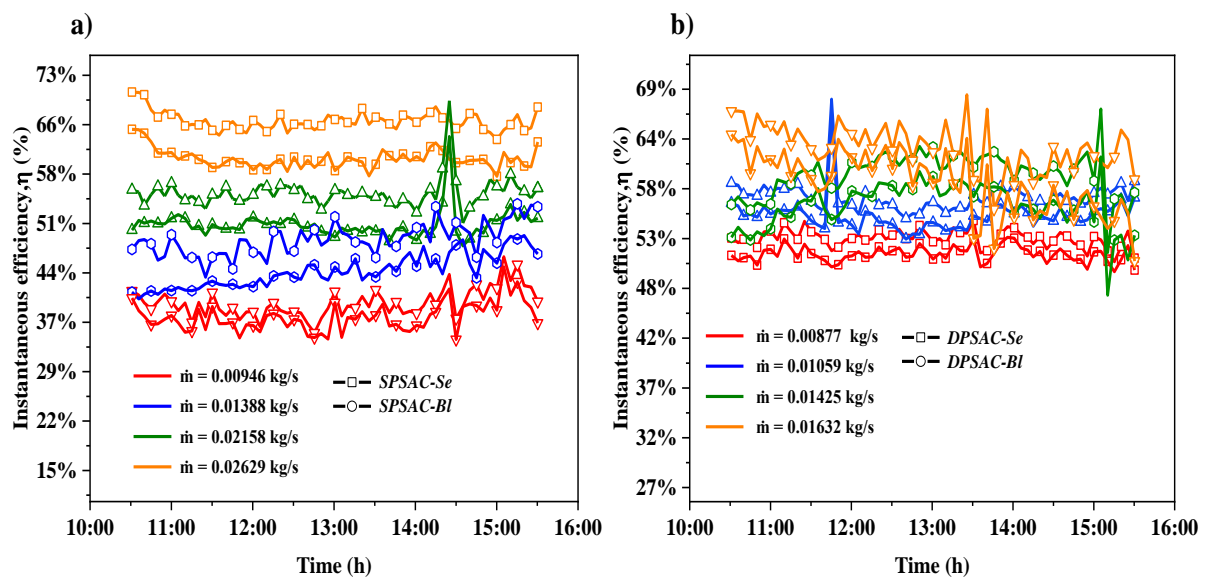 a)
Instantaneous efficiency,η (%)
73%
66%
58%
51%
44%
37%
29%
22%
15%
ṁ = 0.00946 kg/s
ṁ = 0.01388 kg/s
ṁ = 0.02158 kg/s
ṁ = 0.02629 kg/s
SPSAC-Se
SPSAC-Bl
10:00 11:00 12:00 13:00 14:00 15:00 16:00
Time (h)
b)
Instantaneous efficiency,η (%)
69%
64%
58%
53%
48%
42%
37%
32%
27%
ṁ = 0.00877 kg/s
ṁ = 0.01059 kg/s
ṁ = 0.01425 kg/s
ṁ = 0.01632 kg/s
DPSAC-Se
DPSAC-Bl
10:00 11:00 12:00 13:00 14:00 15:00 16:00
Time (h)